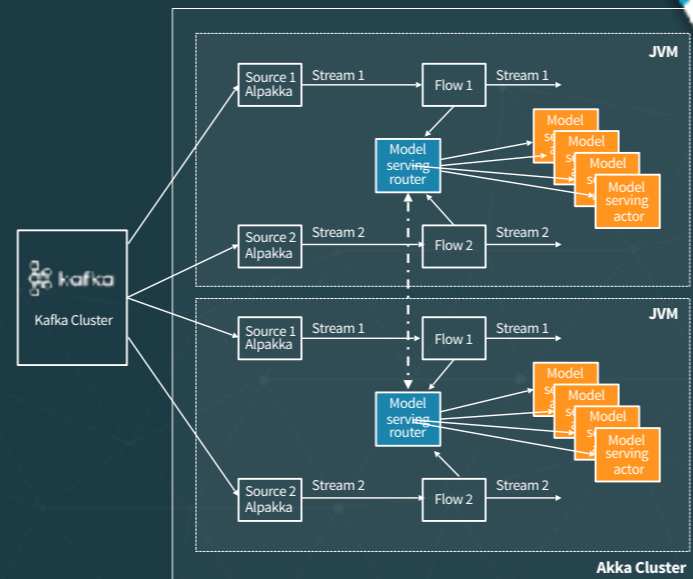 JVM
Source 1
Alpakka
Stream 1
Flow 1
Stream 1
Model
serving
router
Model
Model
Model
Model
serving
actor
Source 2
Alpakka
Stream 2
Flow 2
Stream 2
kafka
Kafka Cluster
JVM
Source 1
Alpakka
Stream 1
Flow 1
Stream 1
Model
serving
router
Model
Model
Model
Model
serving
actor
Source 2
Alpakka
Stream 2
Flow 2
Stream 2
Akka Cluster